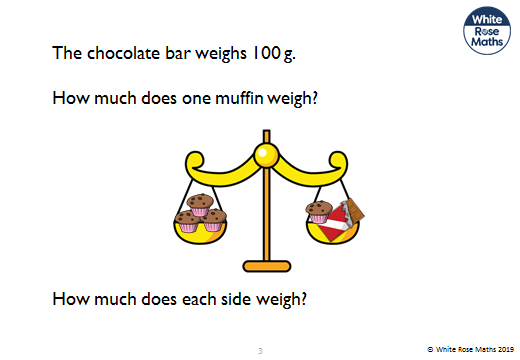 White
Rose
Maths
The chocolate bar weighs 100 g.
How much does one muffin weigh?
How much does each side weigh?
3
© White Rose Maths 2019